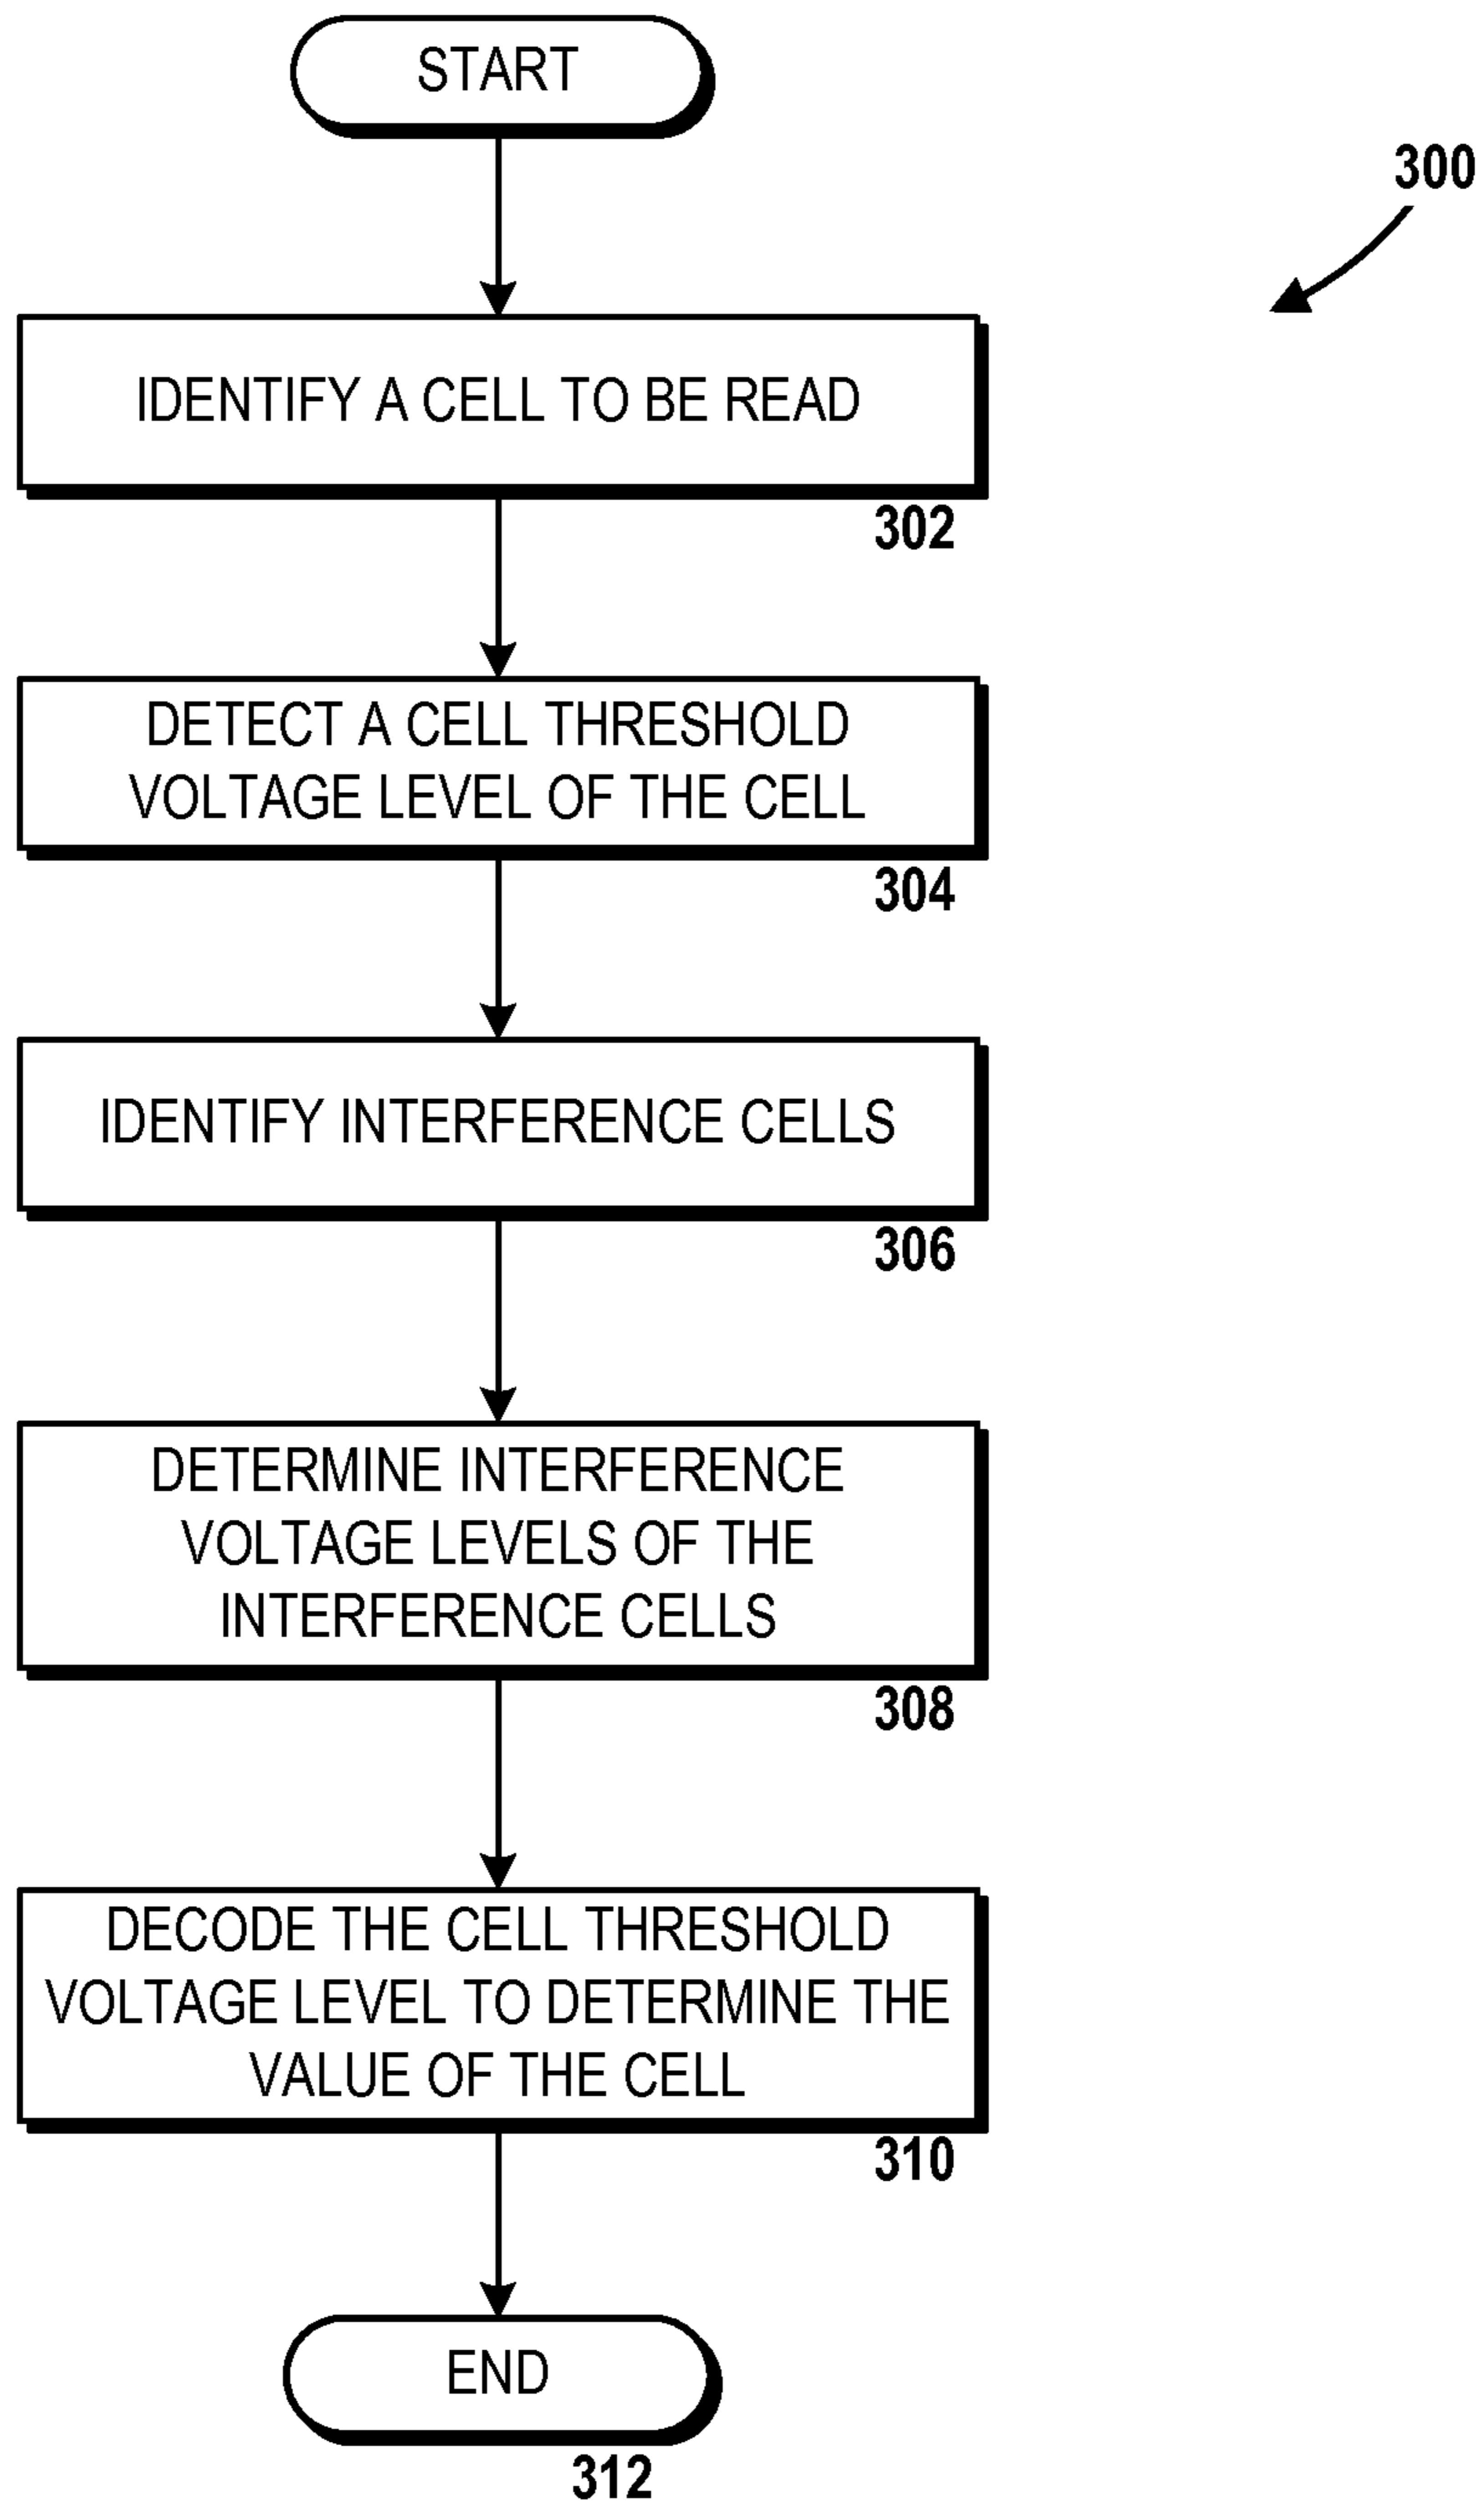 START
300
IDENTIFY A CELL TO BE READ
302
DETECT A CELL THRESHOLD
VOLTAGE LEVEL OF THE CELL
304
IDENTIFY INTERFERENCE CELLS
306
DETERMINE INTERFERENCE
VOLTAGE LEVELS OF THE
INTERFERENCE CELLS
308
DECODE THE CELL THRESHOLD
VOLTAGE LEVEL TO DETERMINE THE
VALUE OF THE CELL
310
END
312